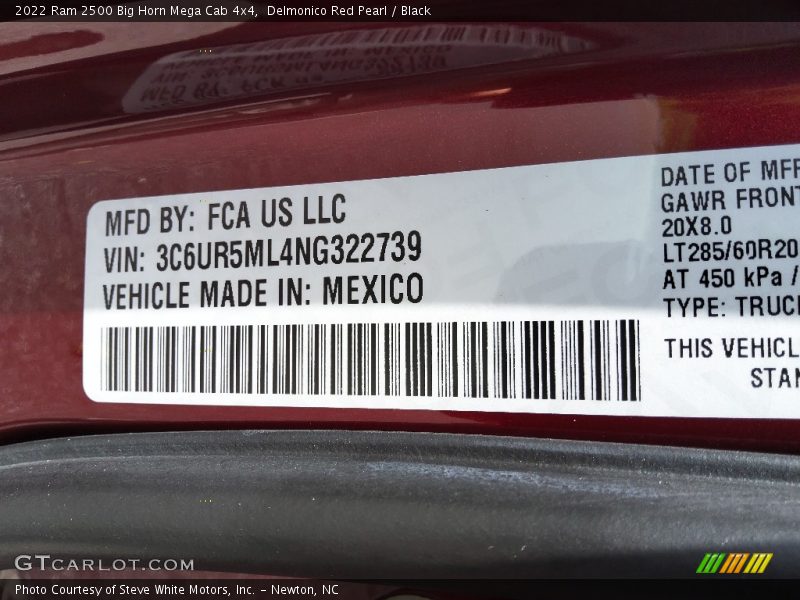 2022 Ram 2500 Big Horn Mega Cab 4x4,  Delmonico Red Pearl / Black
MFD BY: FCA US LLC
VIN: 3C6UR5ML4NG322739
VEHICLE MADE IN: MEXICO
DATE OF MFR
GAWR FRONT
20X8.0
LT285/60R20
AT 450 kPa /
TYPE: TRUCK
THIS VEHICL
STAN
GTCARLOT.COM
Photo Courtesy of Steve White Motors, Inc. – Newton, NC